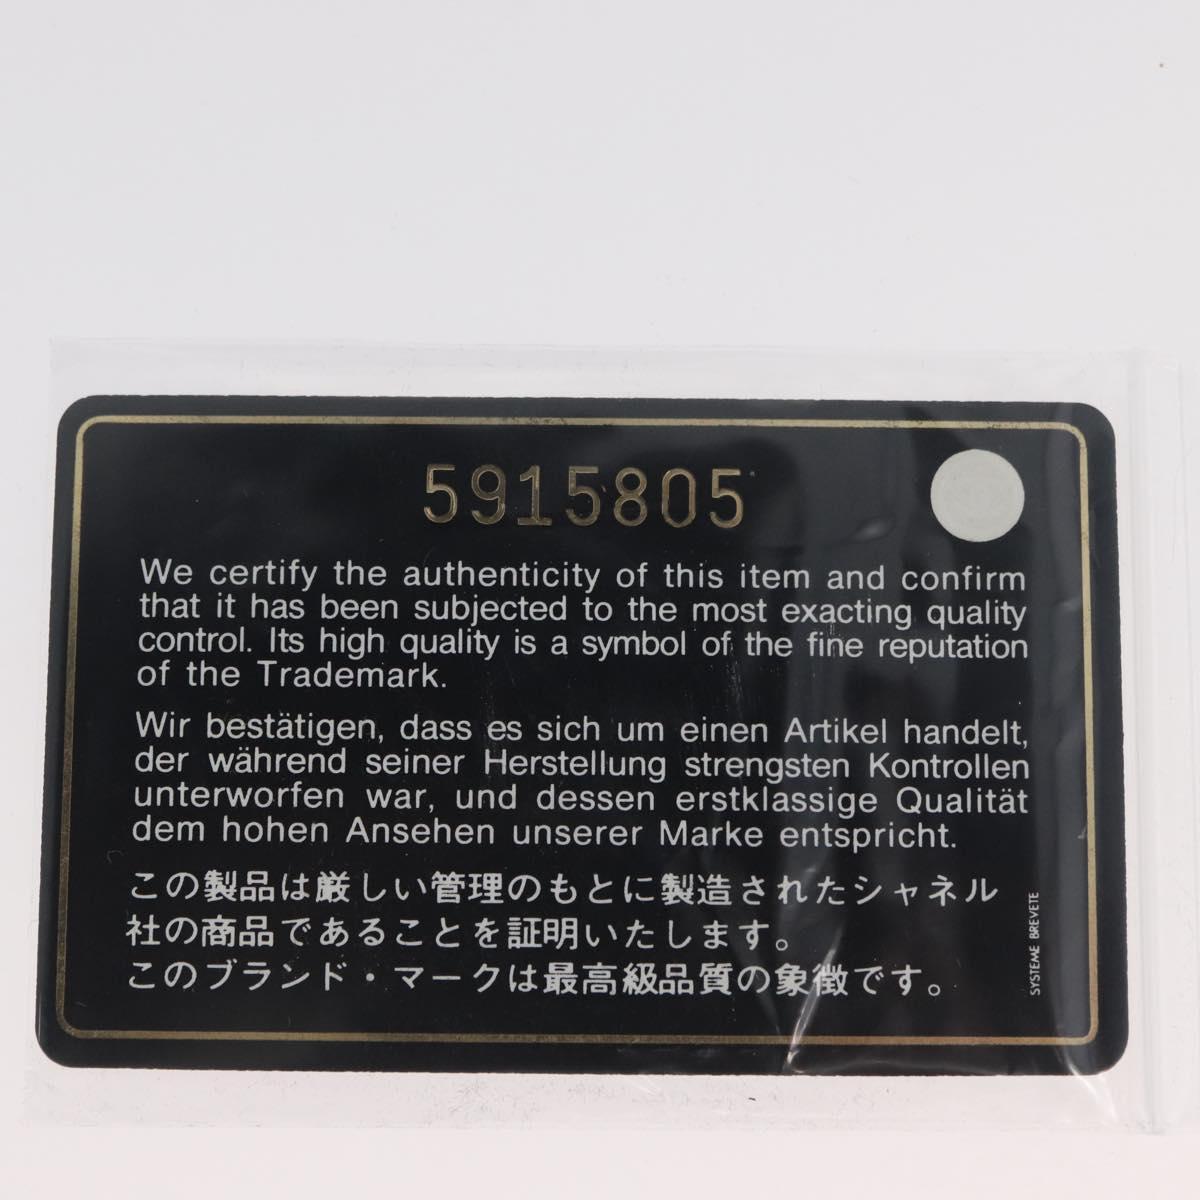 5915805
We certify the authenticity of this item and confirm
that it has been subjected to the most exacting quality
control. Its high quality is a symbol of the fine reputation
of the Trademark.
Wir bestätigen, dass es sich um einen Artikel handelt,
der während seiner Herstellung strengsten Kontrollen
unterworfen war, und dessen erstklassige Qualität
dem hohen Ansehen unserer Marke entspricht.
この製品は厳しい管理のもとに製造されたシャネル
社の商品であることを証明いたします。
このブランド・マークは最高級品質の象徴です。
SYSTEME BREVETE